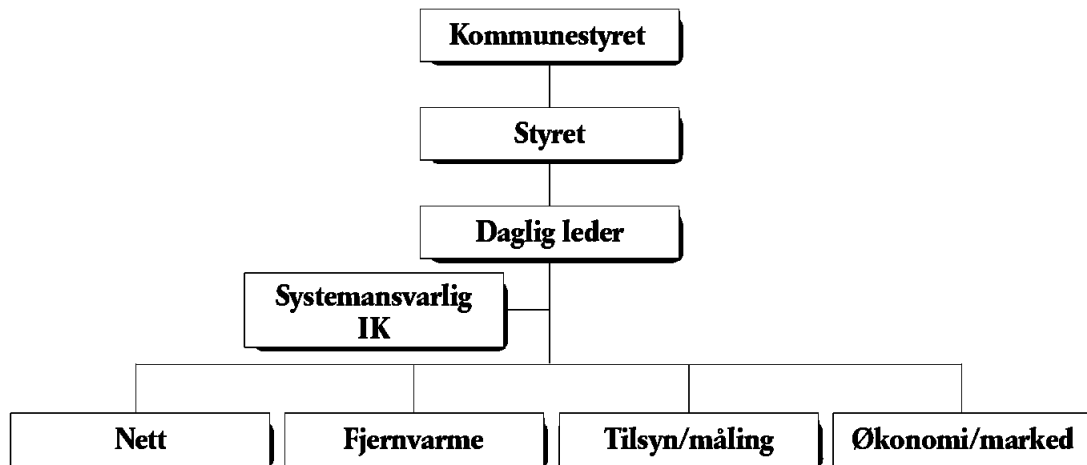 Kommunestyret
Styret
Daglig leder
Systemansvarlig
IK
Nett
Fjernvarme
Tilsyn/måling
Økonomi/marked